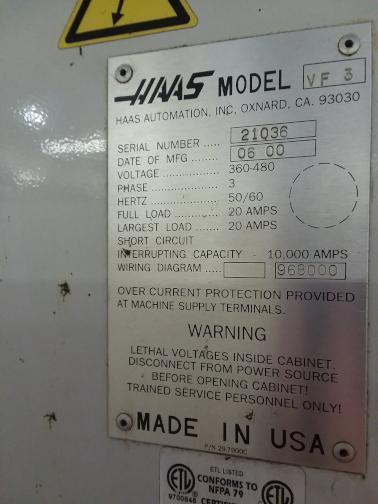 HAAS MODEL VF 3
HAAS AUTOMATION, INC. OXNARD, CA. 93030
SERIAL NUMBER ..... 21036
DATE OF MFG ........ 06 00
VOLTAGE ................. 360-480
PHASE ..................... 3
HERTZ ..................... 50/60
FULL LOAD .............. 20 AMPS
LARGEST LOAD ....... 20 AMPS
SHORT CIRCUIT
INTERRUPTING CAPACITY - 10,000 AMPS
WIRING DIAGRAM ..... 968000
OVER CURRENT PROTECTION PROVIDED
AT MACHINE SUPPLY TERMINALS.
WARNING
LETHAL VOLTAGES INSIDE CABINET.
DISCONNECT FROM POWER SOURCE
BEFORE OPENING CABINET!
TRAINED SERVICE PERSONNEL ONLY!
MADE IN USA
P/N 29-7900C
ETL LISTED
CONFORMS TO
NFPA 79
ETL
9700845